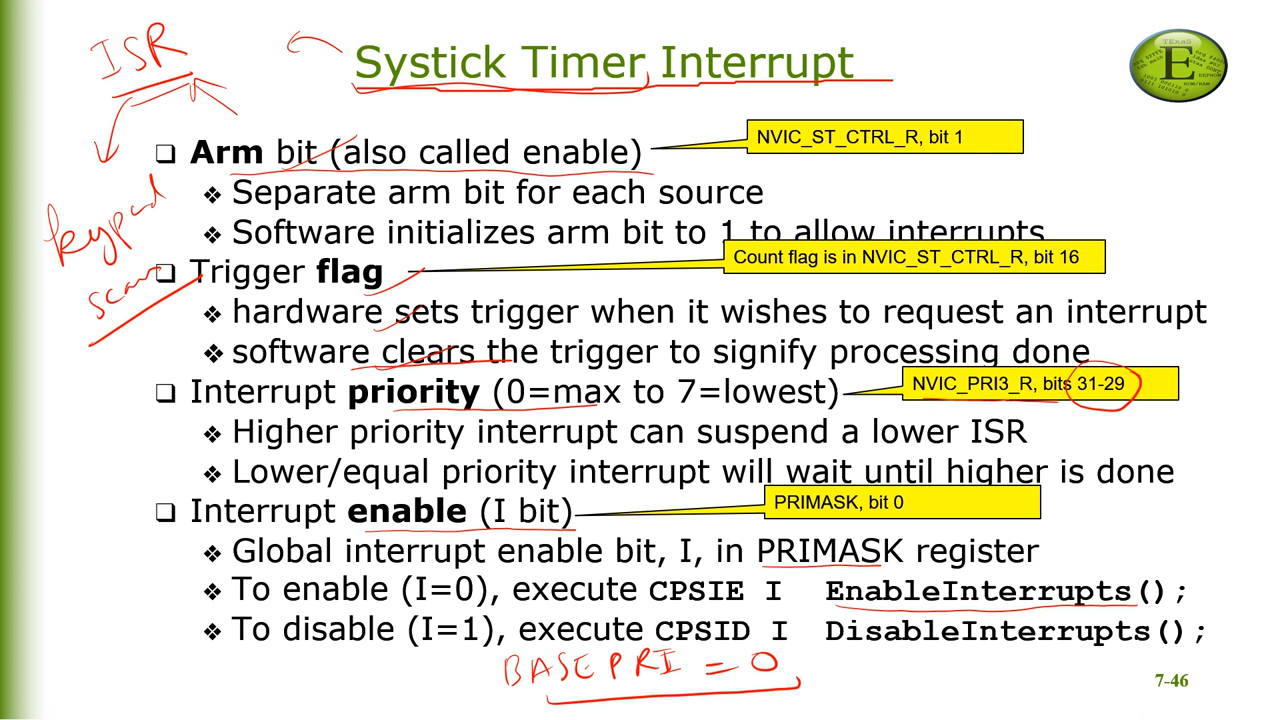 ISR
Systick Timer Interrupt
TExaS
E
❑ Arm bit (also called enable)
NVIC_ST_CTRL_R, bit 1
❖ Separate arm bit for each source
❖ Software initializes arm bit to 1 to allow interrupts
keypad
scan
❑ Trigger flag
Count flag is in NVIC_ST_CTRL_R, bit 16
❖ hardware sets trigger when it wishes to request an interrupt
❖ software clears the trigger to signify processing done
❑ Interrupt priority (0=max to 7=lowest)
NVIC_PRI3_R, bits 31-29
❖ Higher priority interrupt can suspend a lower ISR
❖ Lower/equal priority interrupt will wait until higher is done
❑ Interrupt enable (I bit)
PRIMASK, bit 0
❖ Global interrupt enable bit, I, in PRIMASK register
❖ To enable (I=0), execute CPSIE I EnableInterrupts();
❖ To disable (I=1), execute CPSID I DisableInterrupts();
BASEPRI = 0
7-46